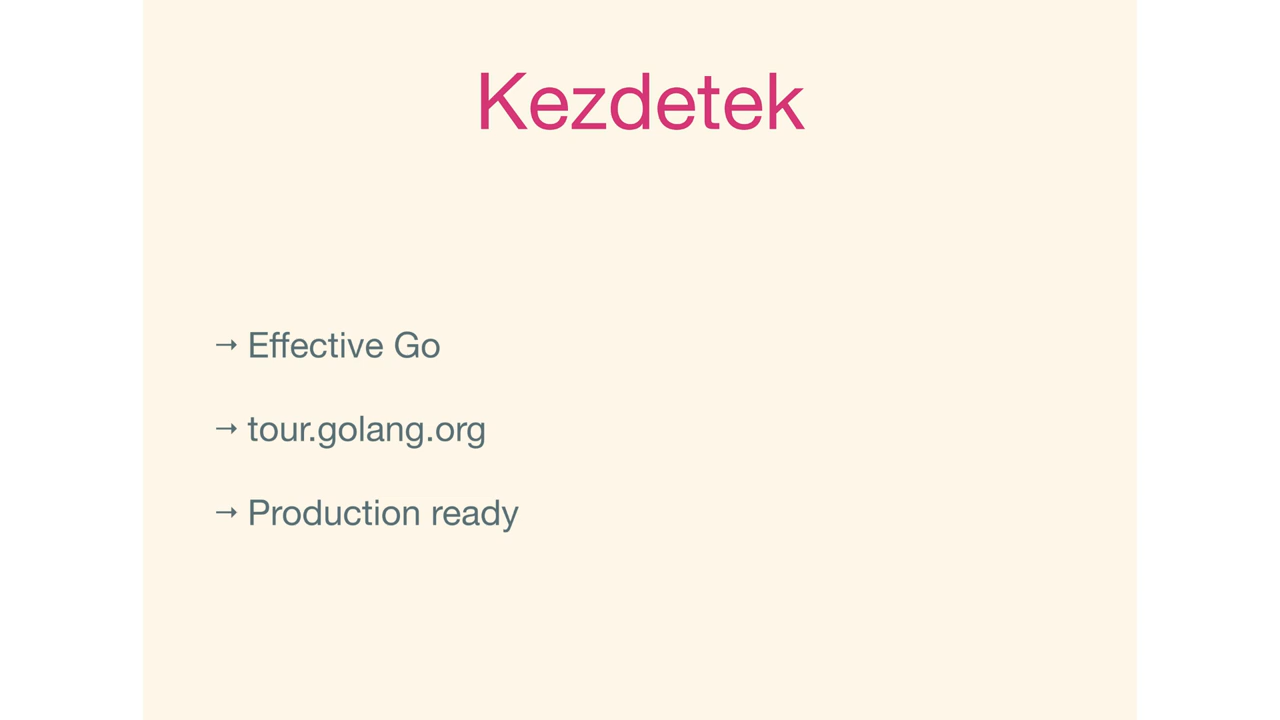 Kezdetek
→ Effective Go
→ tour.golang.org
→ Production ready